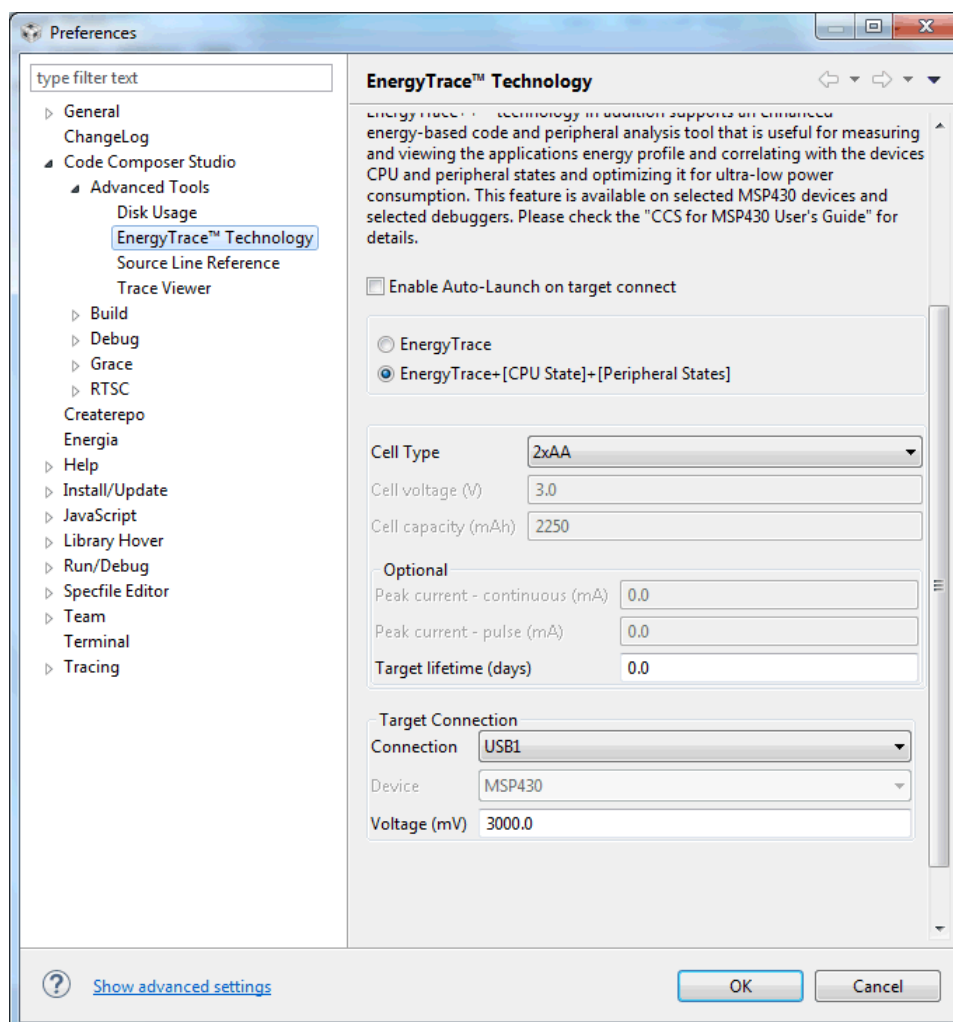 Preferences
type filter text
General
ChangeLog
Code Composer Studio
Advanced Tools
Disk Usage
EnergyTrace™ Technology
Source Line Reference
Trace Viewer
Build
Debug
Grace
RTSC
Createrepo
Energia
Help
Install/Update
JavaScript
Library Hover
Run/Debug
Specfile Editor
Team
Terminal
Tracing
EnergyTrace™ Technology
EnergyTrace++ technology in addition supports an enhanced
energy-based code and peripheral analysis tool that is useful for measuring
and viewing the applications energy profile and correlating with the devices
CPU and peripheral states and optimizing it for ultra-low power
consumption. This feature is available on selected MSP430 devices and
selected debuggers. Please check the "CCS for MSP430 User's Guide" for
details.
Enable Auto-Launch on target connect
EnergyTrace
EnergyTrace+[CPU State]+[Peripheral States]
Cell Type 2xAA
Cell voltage (V) 3.0
Cell capacity (mAh) 2250
Optional
Peak current - continuous (mA) 0.0
Peak current - pulse (mA) 0.0
Target lifetime (days) 0.0
Target Connection
Connection USB1
Device MSP430
Voltage (mV) 3000.0
? Show advanced settings
OK Cancel